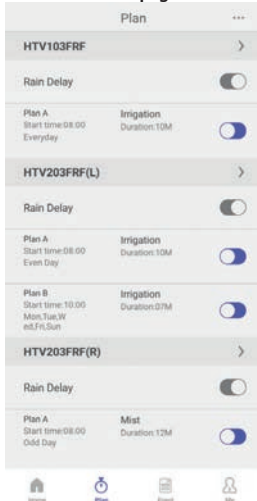 Plan
HTV103FRF
Rain Delay
Plan A
Start time:08:00
Everyday
Irrigation
Duration:10M
HTV203FRF(L)
Rain Delay
Plan A
Start time:08:00
Even Day
Irrigation
Duration:10M
Plan B
Start time:10:00
Mon,Tue,W
ed,Fri,Sun
Irrigation
Duration:07M
HTV203FRF(R)
Rain Delay
Plan A
Start time:08:00
Odd Day
Mist
Duration:12M
Home
Plan
Me